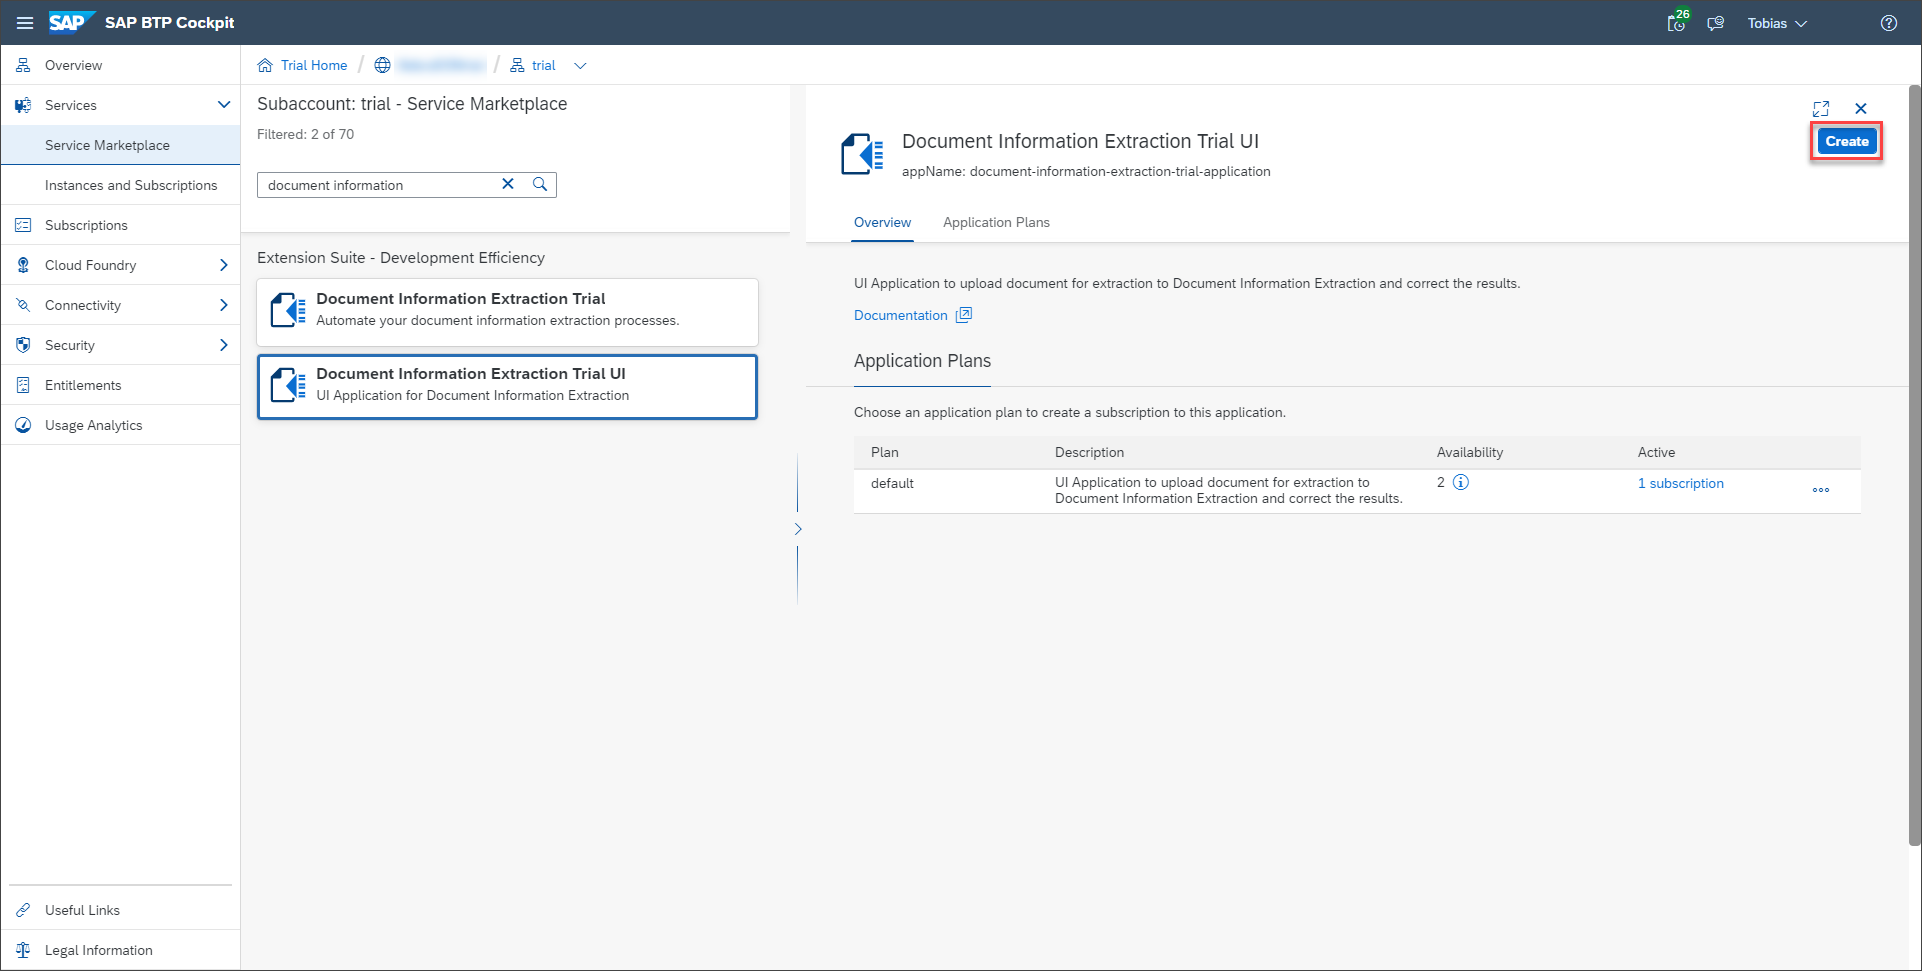 SAP SAP BTP Cockpit
26
Tobias
Overview
Services
Service Marketplace
Instances and Subscriptions
Subscriptions
Cloud Foundry
Connectivity
Security
Entitlements
Usage Analytics
Useful Links
Legal Information
Trial Home / / trial
Subaccount: trial - Service Marketplace
Filtered: 2 of 70
document information
Extension Suite - Development Efficiency
Document Information Extraction Trial
Automate your document information extraction processes.
Document Information Extraction Trial UI
UI Application for Document Information Extraction
Document Information Extraction Trial UI
appName: document-information-extraction-trial-application
Create
Overview Application Plans
UI Application to upload document for extraction to Document Information Extraction and correct the results.
Documentation
Application Plans
Choose an application plan to create a subscription to this application.
Plan Description Availability Active
default UI Application to upload document for extraction to Document Information Extraction and correct the results. 2 1 subscription